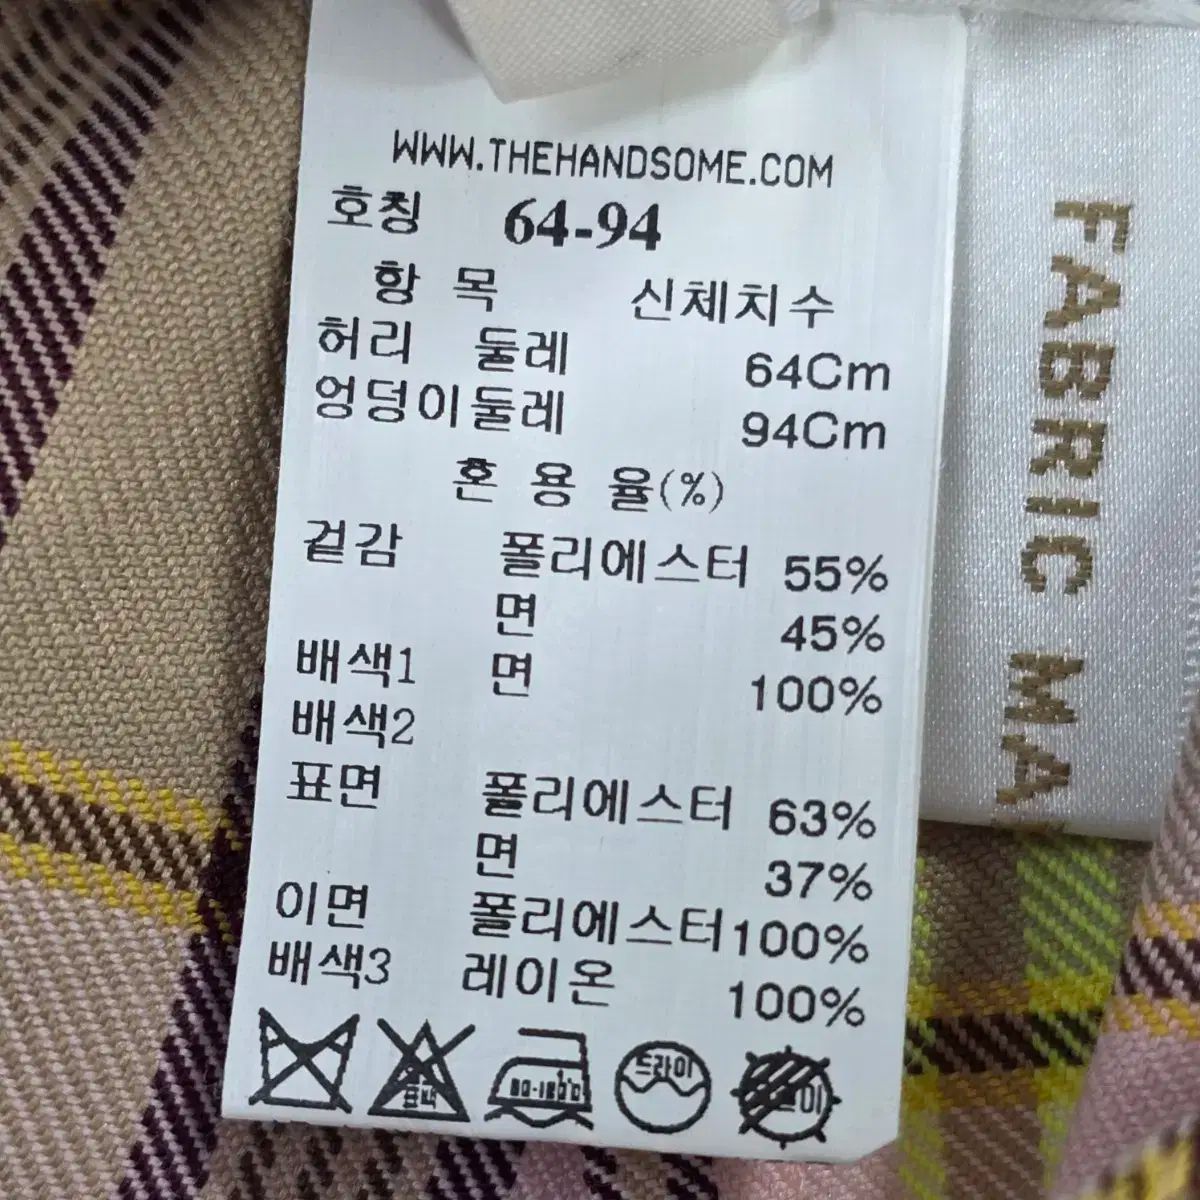 WWW.THEHANDSOME.COM
호칭 64-94
항 목 신체치수
허리 둘레 64Cm
엉덩이둘레 94Cm
혼 용 율(%)
겉감 폴리에스터 55%
면 45%
배색1 면 100%
배색2
표면 폴리에스터 63%
면 37%
이면 폴리에스터100%
배색3 레이온 100%
드라이
FABRIC MA